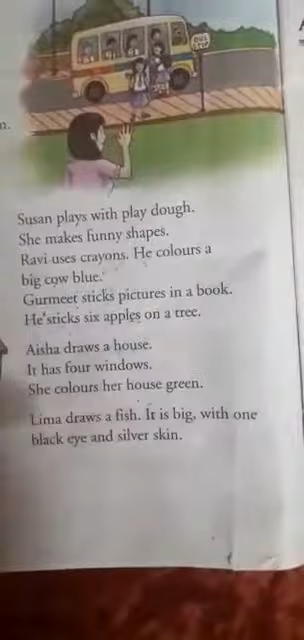 BUS
STOP
n.
Susan plays with play dough.
She makes funny shapes.
Ravi uses crayons. He colours a
big cow blue.
Gurmeet sticks pictures in a book.
He sticks six apples on a tree.
Aisha draws a house.
It has four windows.
She colours her house green.
Lima draws a fish. It is big, with one
black eye and silver skin.